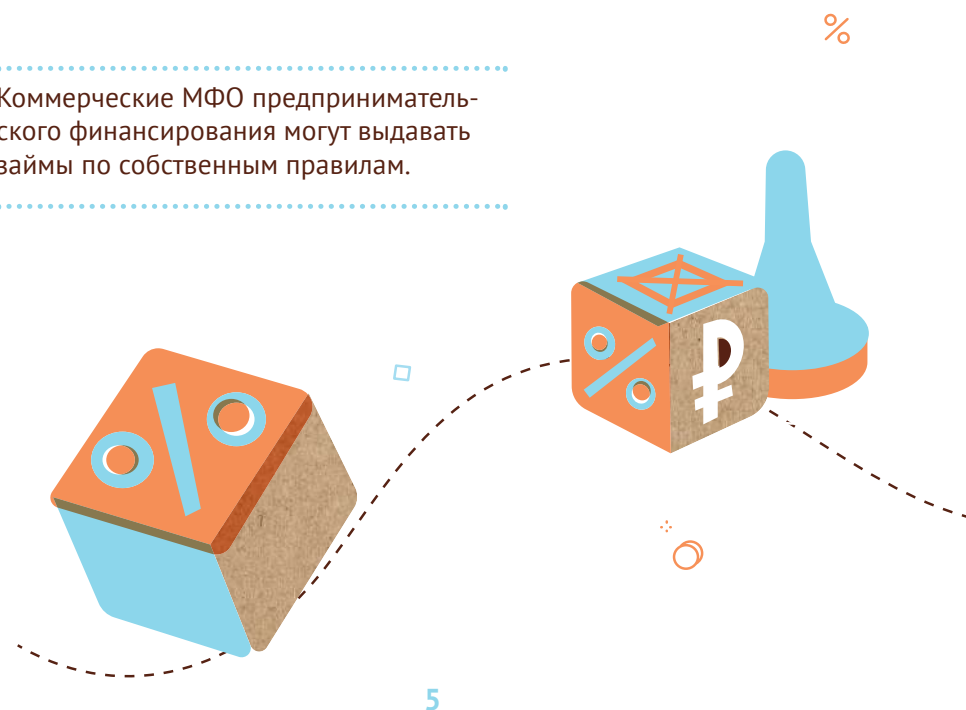 %
Коммерческие МФО предприниматель-
ского финансирования могут выдавать
займы по собственным правилам.
%
₽
%
5